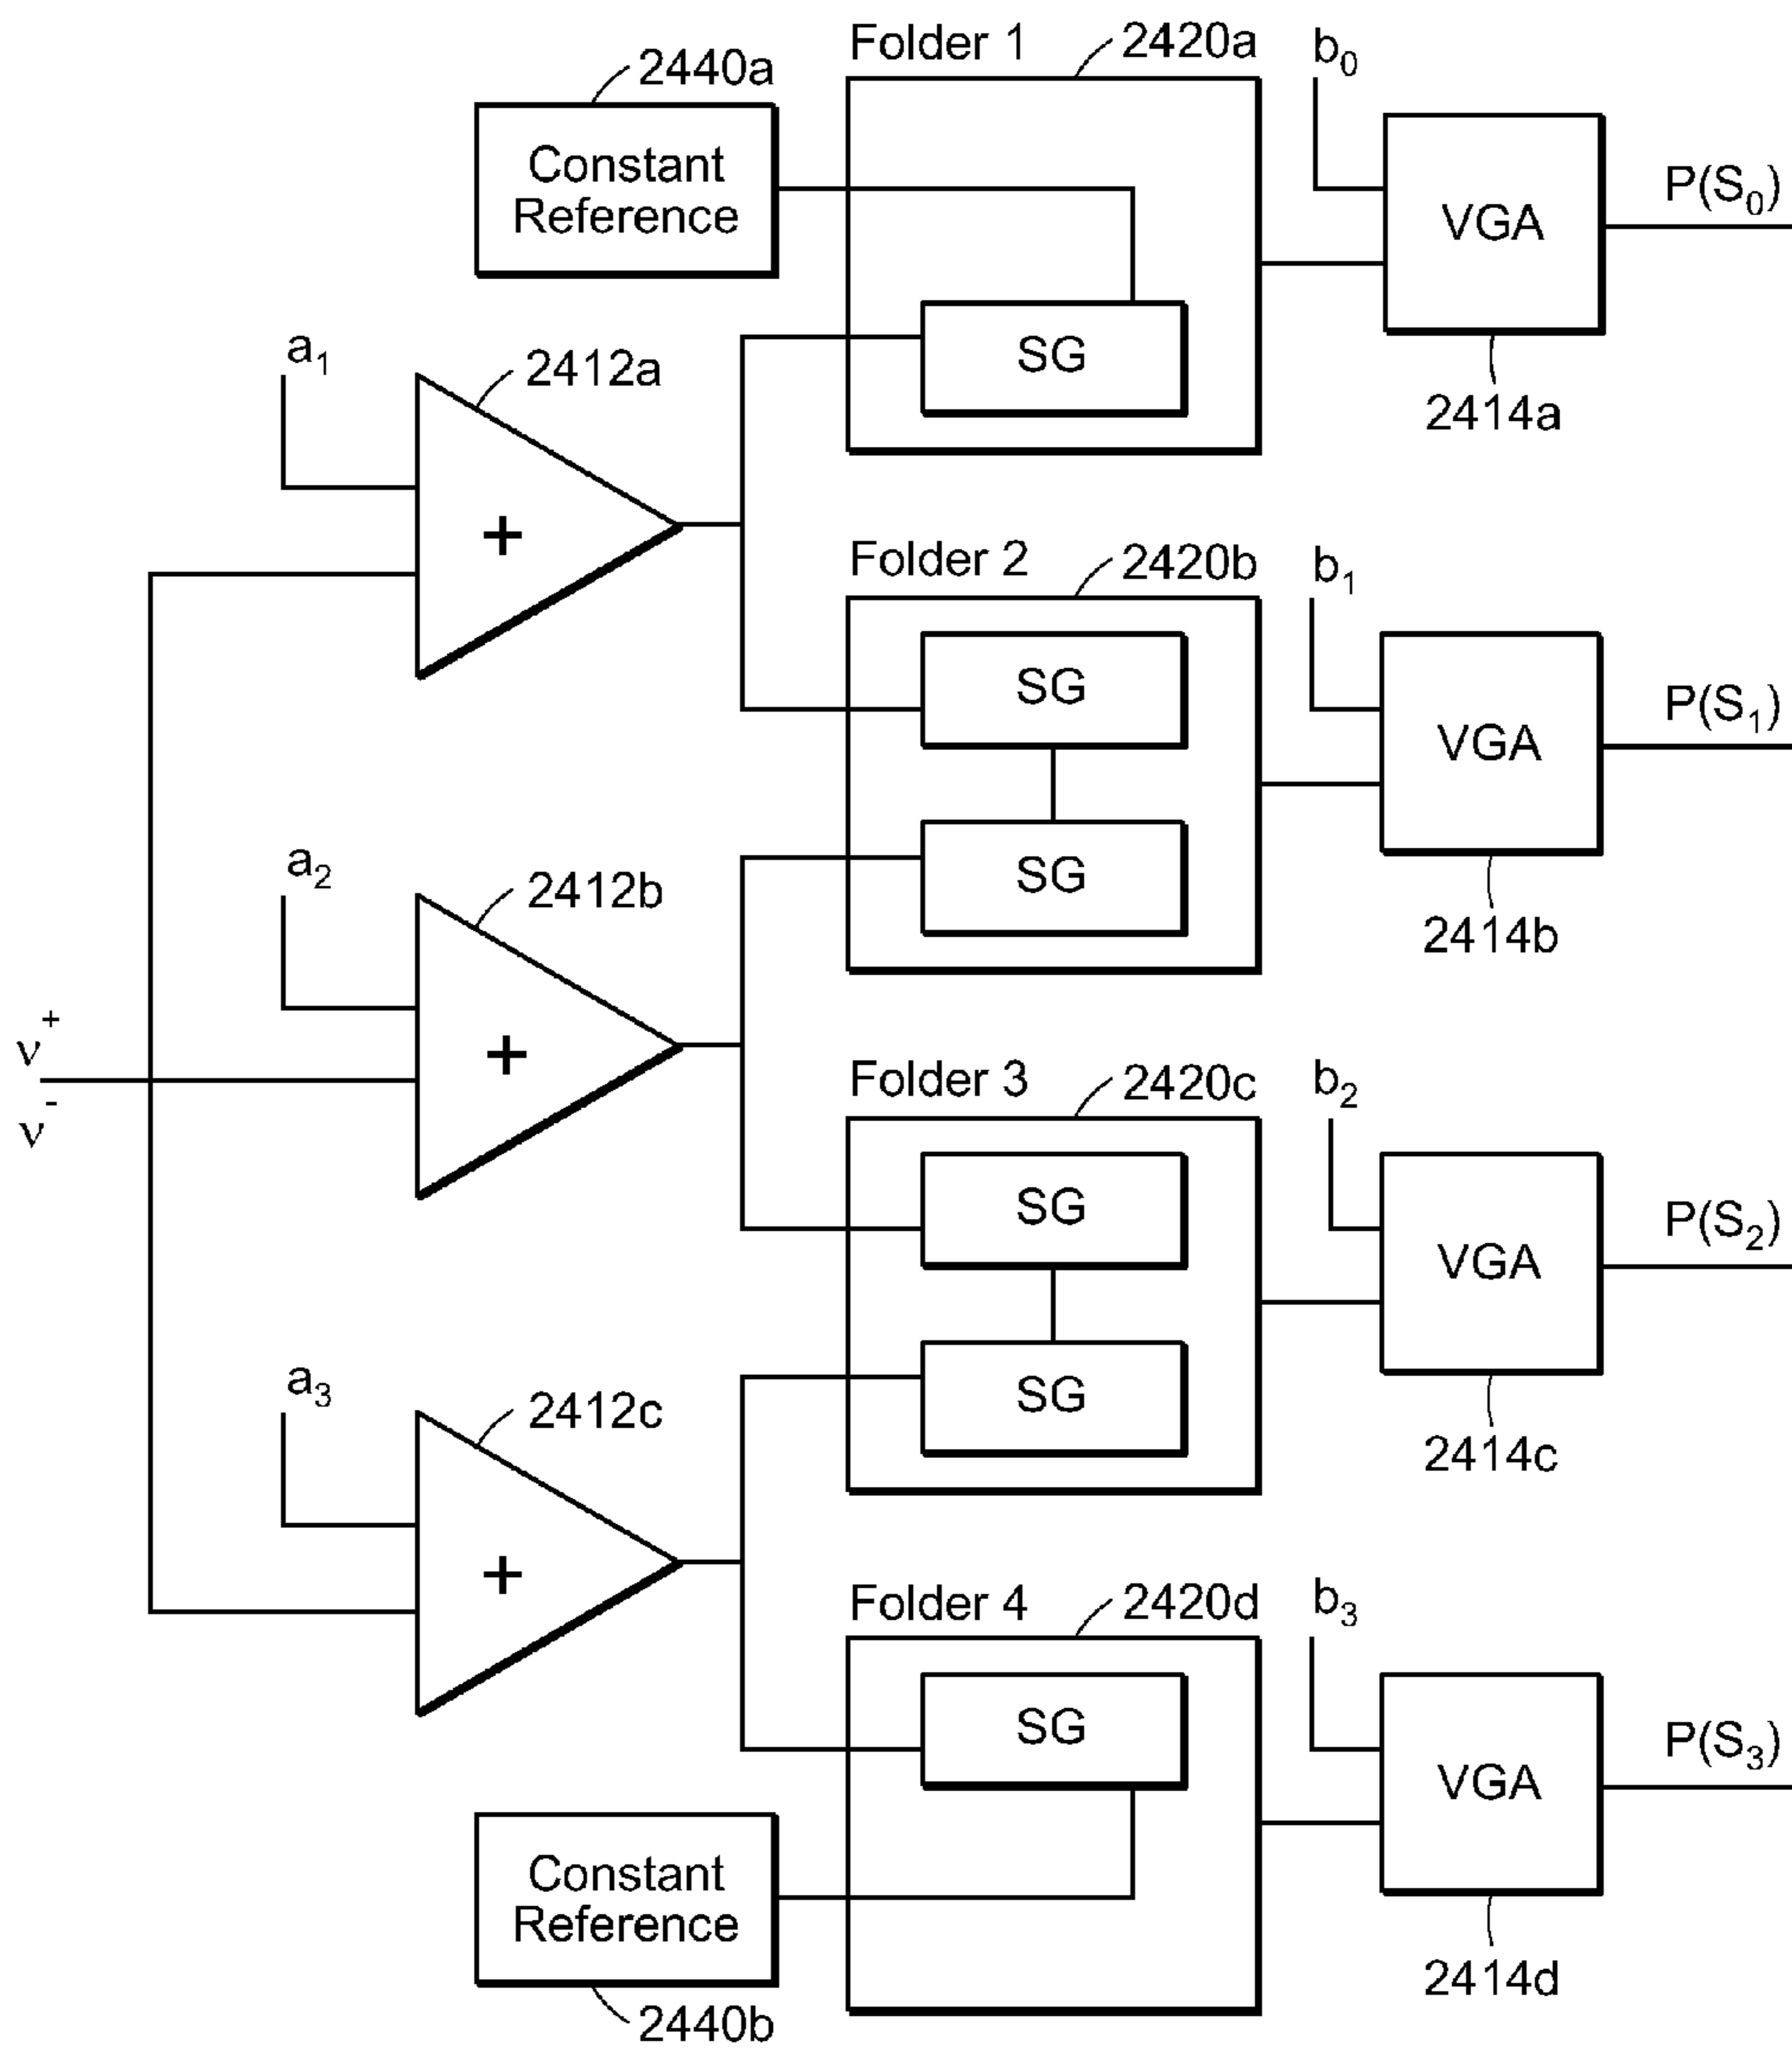 Folder 1
2420a
b0
2440a
Constant
Reference
VGA
P(S0)
a1
2412a
SG
2414a
+
Folder 2
2420b
b1
SG
VGA
P(S1)
a2
2412b
SG
2414b
ν+
+
ν-
Folder 3
2420c
b2
SG
VGA
P(S2)
a3
2412c
SG
2414c
+
Folder 4
2420d
b3
SG
VGA
P(S3)
Constant
Reference
2414d
2440b